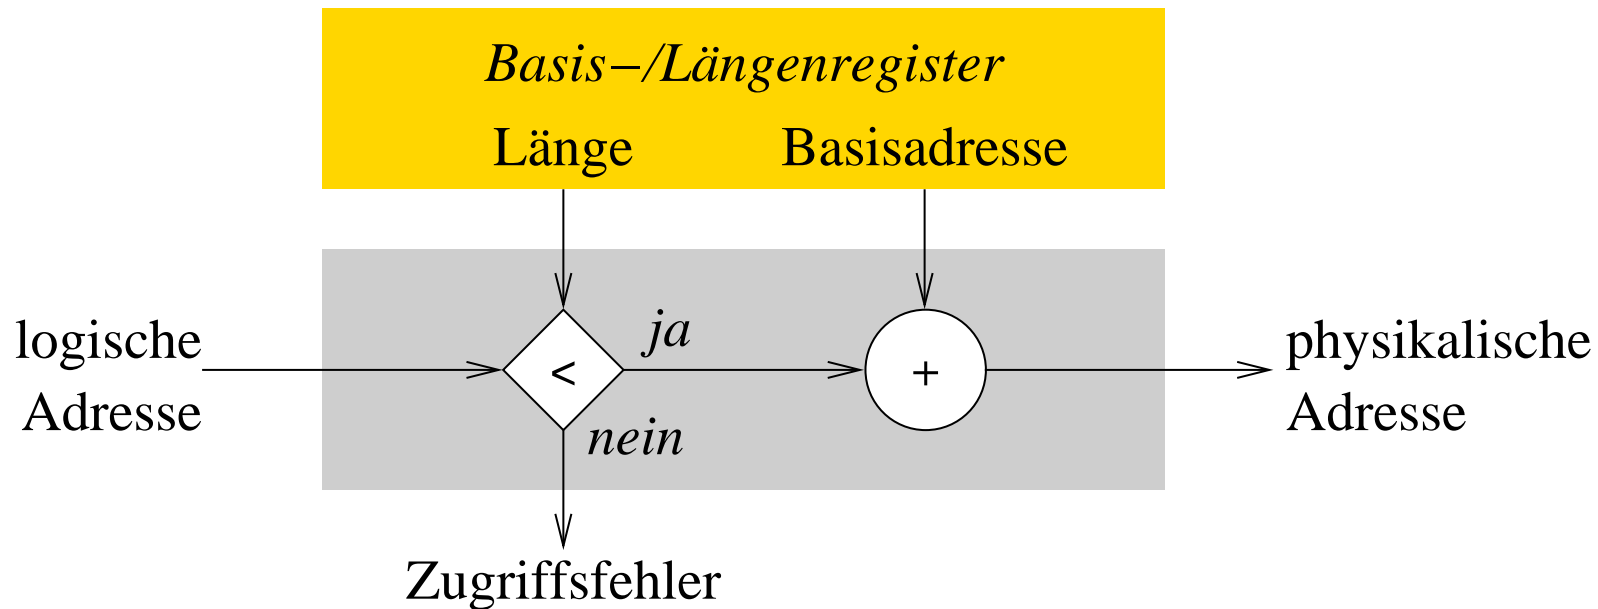 Basis−/Längenregister
Länge
Basisadresse
logische
Adresse
<
ja
nein
+
physikalische
Adresse
Zugriffsfehler